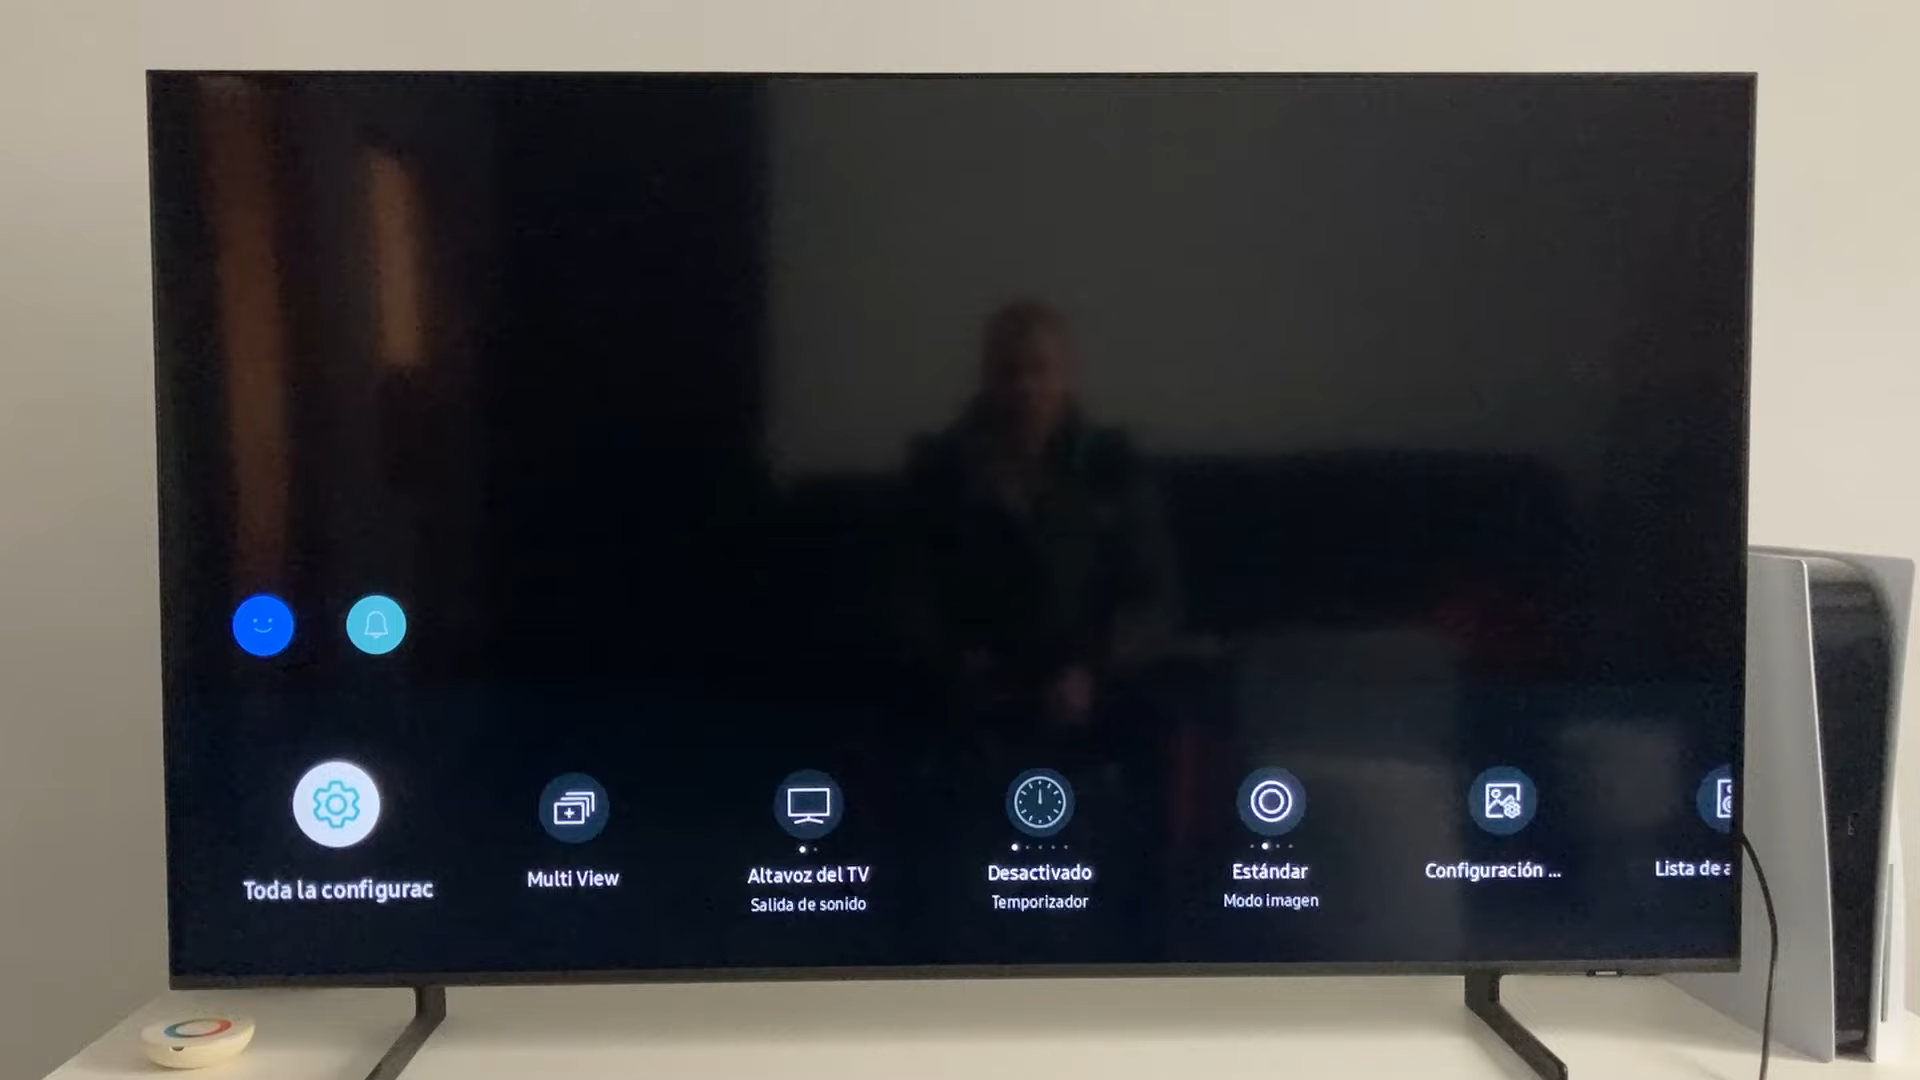 Toda la configurac
Multi View
Altavoz del TV
Salida de sonido
Desactivado
Temporizador
Estándar
Modo imagen
Configuración ...
Lista de a